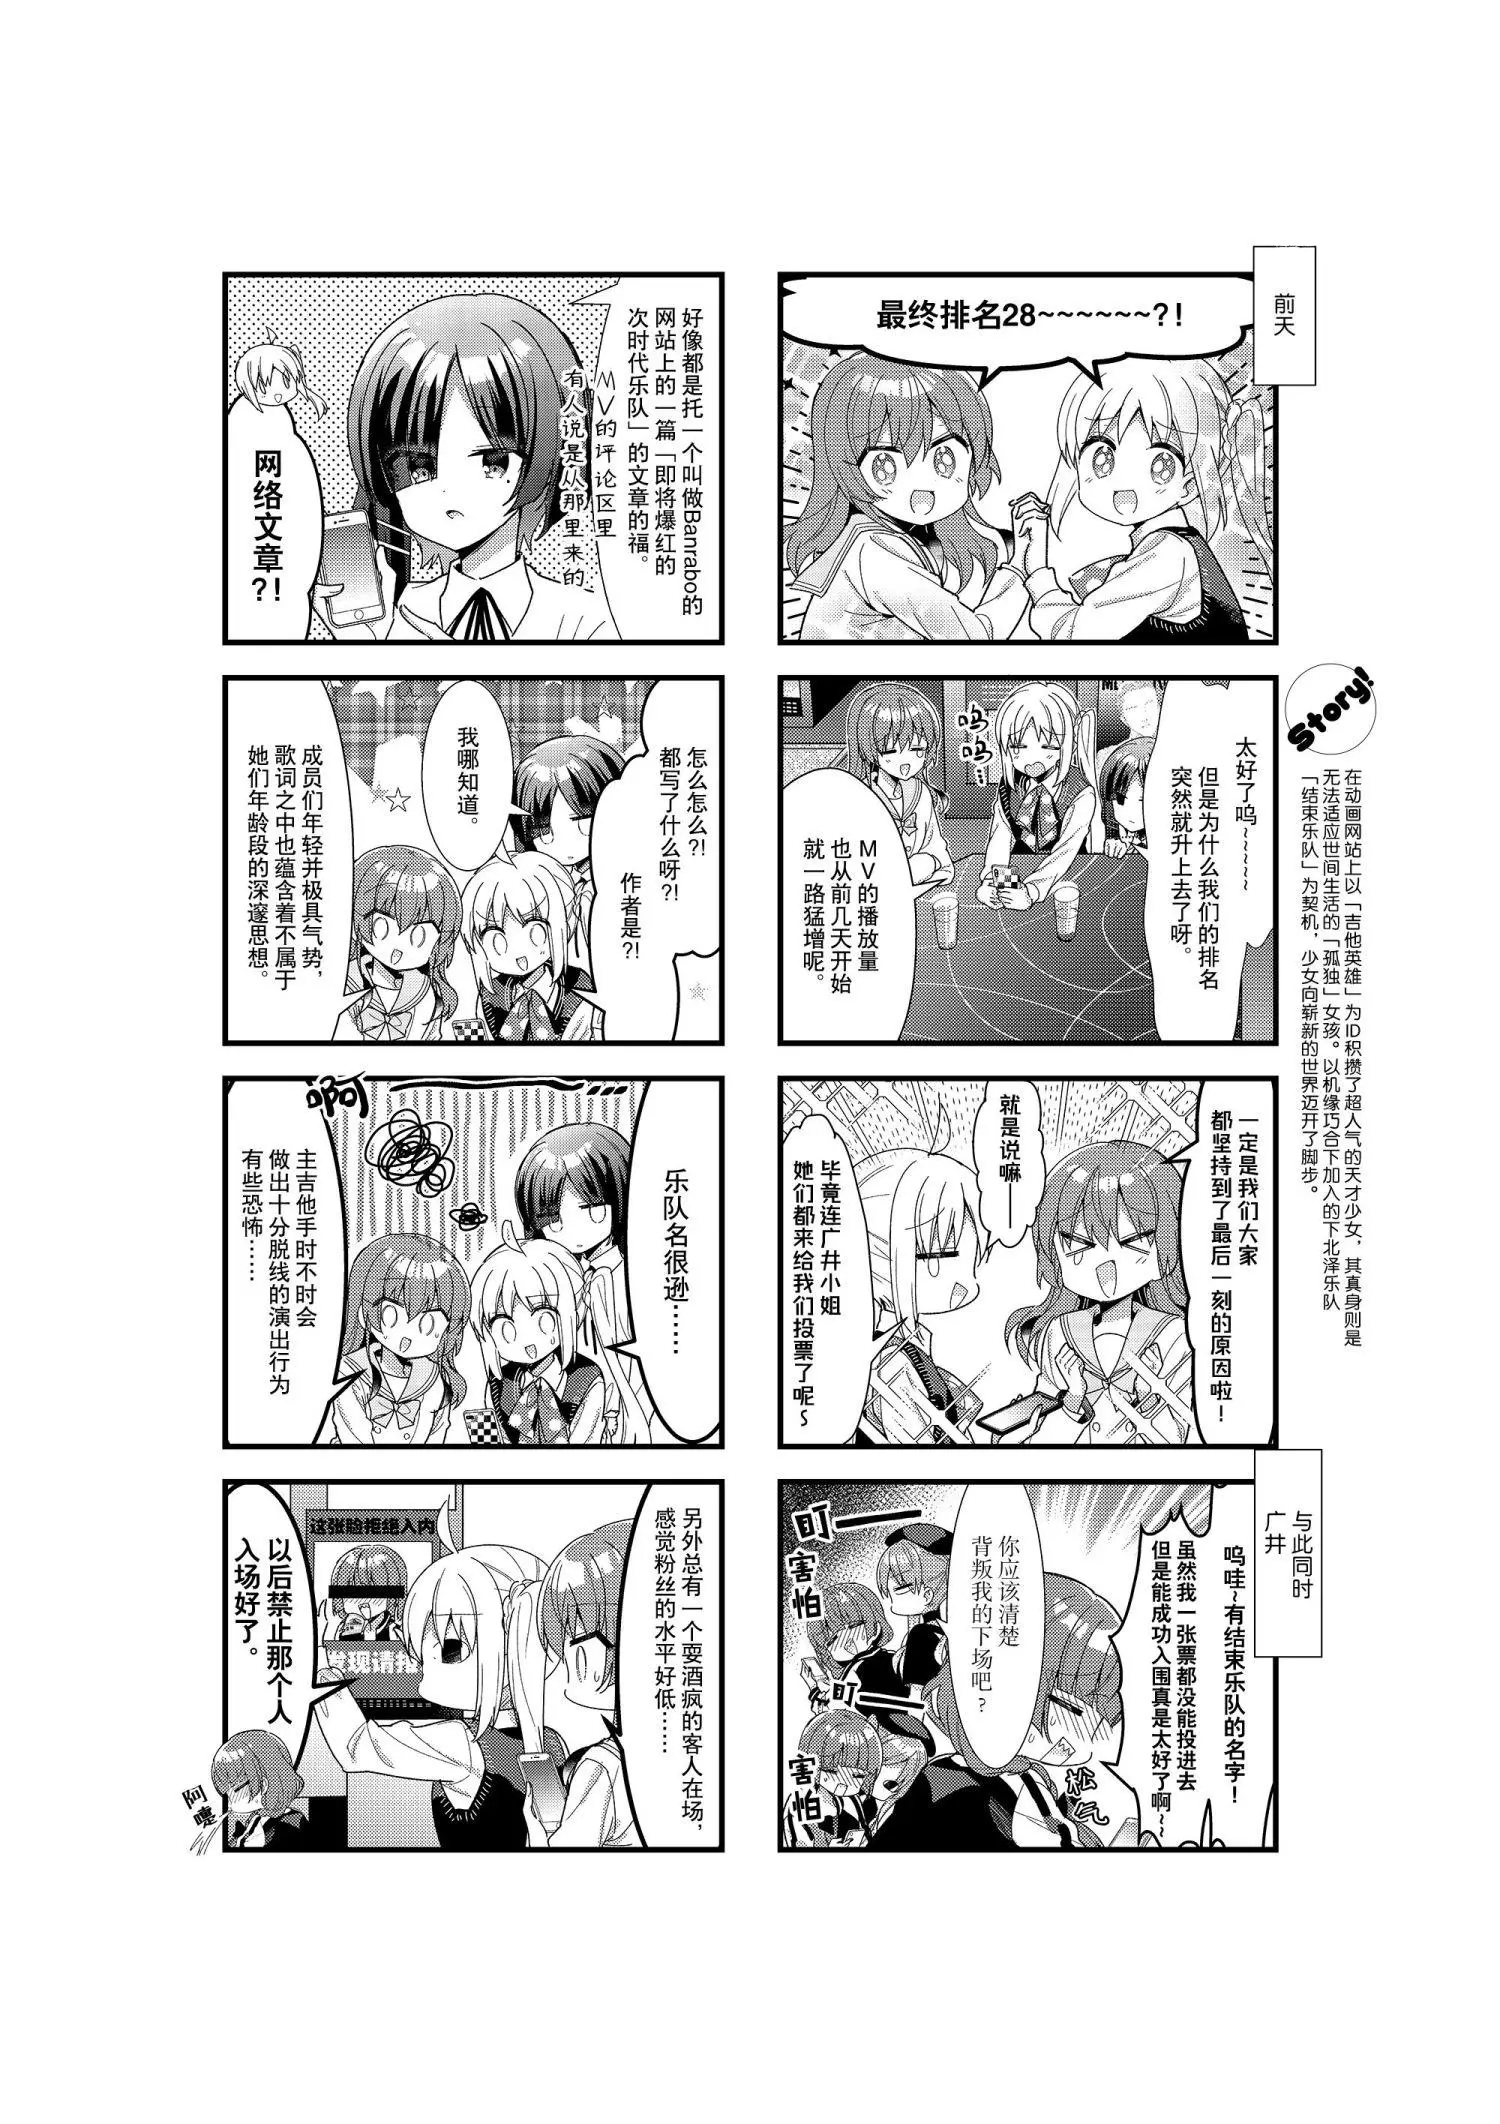 前天
最终排名28~~~~~~?!
Story!
在动画网站上以「吉他英雄」为ID积攒了超人气的天才少女，其真身则是
无法适应世间生活的「孤独」女孩。以机缘巧合下加入的下北泽乐队
「结束乐队」为契机，少女向崭新的世界迈开了脚步。
太好了呜~~~~~
但是为什么我们的排名
突然就升上去了呀。
呜
呜…
MV的播放量
也从前几天开始
就一路猛增呢。
一定是我们大家
都坚持到了最后一刻的原因啦！
就是说嘛——
毕竟连广井小姐
她们都来给我们投票了呢～
与此同时
广井
呜哇~有结束乐队的名字！
虽然我一张票都没能投进去
但是能成功入围真是太好了啊~
松气
你应该清楚
背叛我的下场吧？
盯——
害怕
盯——
害怕
好像都是托一个叫做Banrabo的
网站上的一篇「即将爆红的
次时代乐队」的文章的福。
MV的评论区里
有人说是从那里来的
网络文章?!
怎么怎么?!
都写了什么呀?!
作者是?!
我哪知道。
成员们年轻并极具气势，
歌词之中也蕴含着不属于
她们年龄段的深邃思想。
啊
乐队名很逊……
主吉他手时不时会
做出十分脱线的演出行为
有些恐怖……
另外总有一个耍酒疯的客人在场，
感觉粉丝的水平好低……
这张脸拒绝入内
发现请报
以后禁止那个人
入场好了。
阿嚏